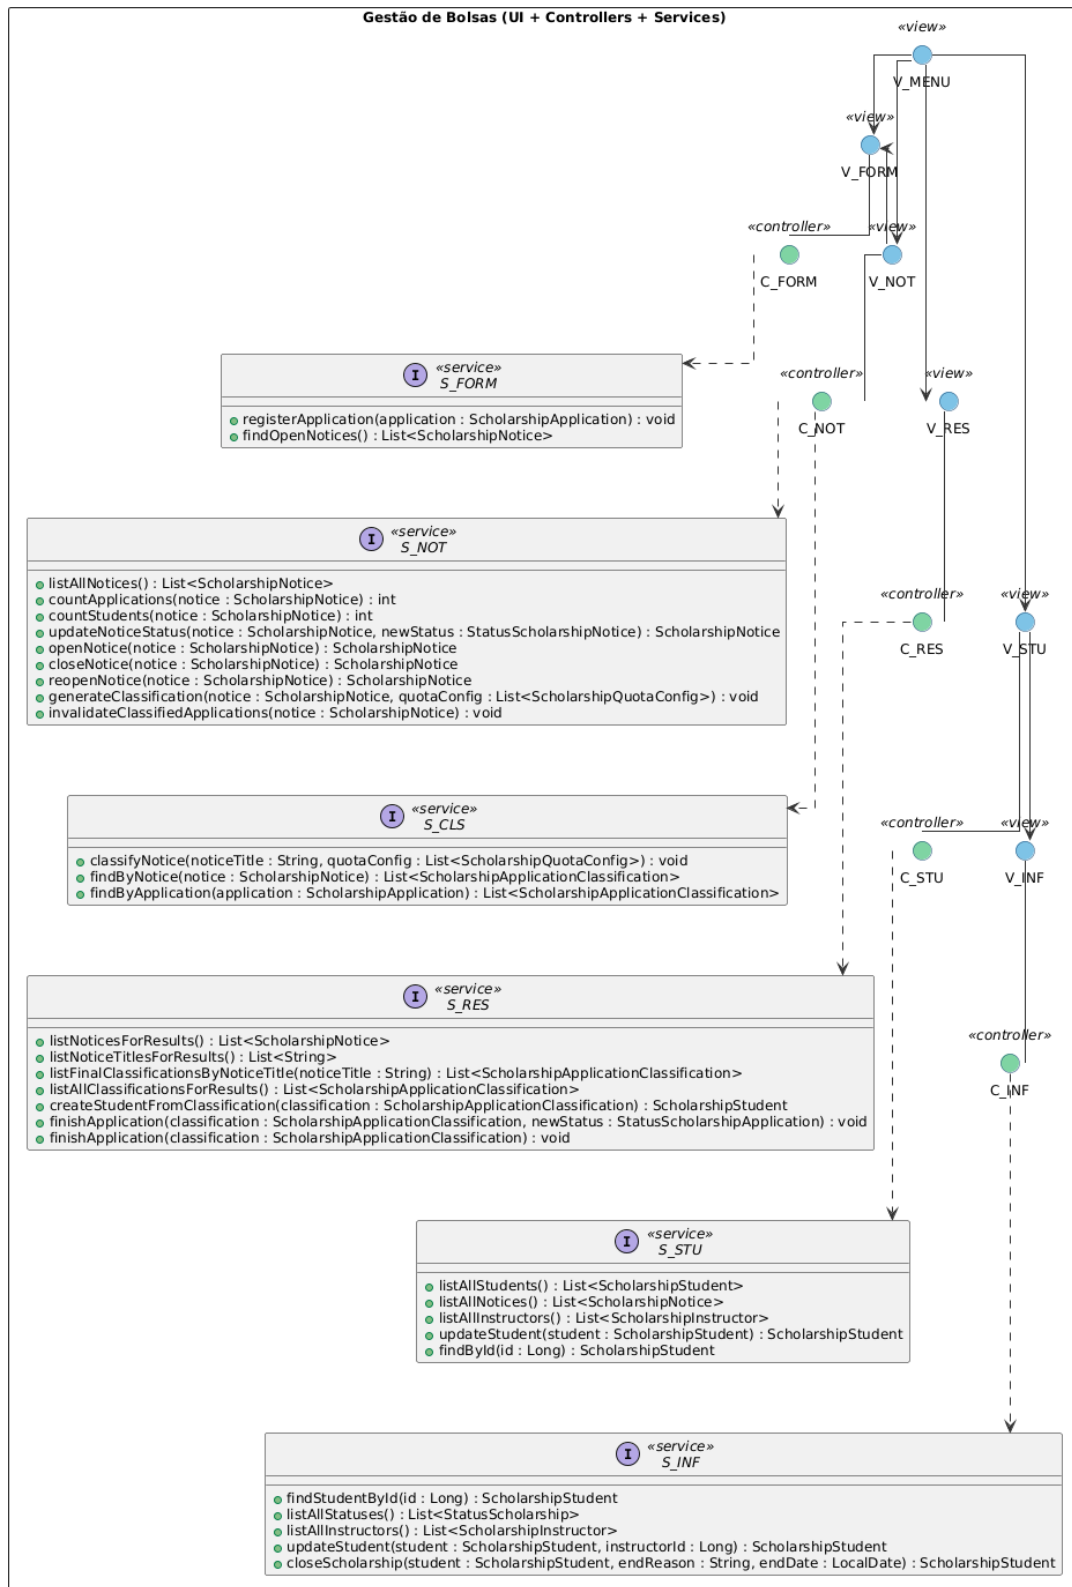 Gestão de Bolsas (UI + Controllers + Services)
«view»
V_MENU
«view»
V_FORM
«controller»
«view»
C_FORM
V_NOT
«service»
S_FORM
registerApplication(application : ScholarshipApplication) : void
findOpenNotices() : List<ScholarshipNotice>
«controller»
«view»
C_NOT
V_RES
«service»
S_NOT
listAllNotices() : List<ScholarshipNotice>
countApplications(notice : ScholarshipNotice) : int
countStudents(notice : ScholarshipNotice) : int
updateNoticeStatus(notice : ScholarshipNotice, newStatus : StatusScholarshipNotice) : ScholarshipNotice
openNotice(notice : ScholarshipNotice) : ScholarshipNotice
closeNotice(notice : ScholarshipNotice) : ScholarshipNotice
reopenNotice(notice : ScholarshipNotice) : ScholarshipNotice
generateClassification(notice : ScholarshipNotice, quotaConfig : List<ScholarshipQuotaConfig>) : void
invalidateClassifiedApplications(notice : ScholarshipNotice) : void
«controller»
«view»
C_RES
V_STU
«service»
S_CLS
classifyNotice(noticeTitle : String, quotaConfig : List<ScholarshipQuotaConfig>) : void
findByNotice(notice : ScholarshipNotice) : List<ScholarshipApplicationClassification>
findByApplication(application : ScholarshipApplication) : List<ScholarshipApplicationClassification>
«controller»
«view»
C_STU
V_INF
«service»
S_RES
listNoticesForResults() : List<ScholarshipNotice>
listNoticeTitlesForResults() : List<String>
listFinalClassificationsByNoticeTitle(noticeTitle : String) : List<ScholarshipApplicationClassification>
listAllClassificationsForResults() : List<ScholarshipApplicationClassification>
createStudentFromClassification(classification : ScholarshipApplicationClassification) : ScholarshipStudent
finishApplication(classification : ScholarshipApplicationClassification, newStatus : StatusScholarshipApplication) : void
finishApplication(classification : ScholarshipApplicationClassification) : void
«controller»
C_INF
«service»
S_STU
listAllStudents() : List<ScholarshipStudent>
listAllNotices() : List<ScholarshipNotice>
listAllInstructors() : List<ScholarshipInstructor>
updateStudent(student : ScholarshipStudent) : ScholarshipStudent
findById(id : Long) : ScholarshipStudent
«service»
S_INF
findStudentById(id : Long) : ScholarshipStudent
listAllStatuses() : List<StatusScholarship>
listAllInstructors() : List<ScholarshipInstructor>
updateStudent(student : ScholarshipStudent, instructorId : Long) : ScholarshipStudent
closeScholarship(student : ScholarshipStudent, endReason : String, endDate : LocalDate) : ScholarshipStudent